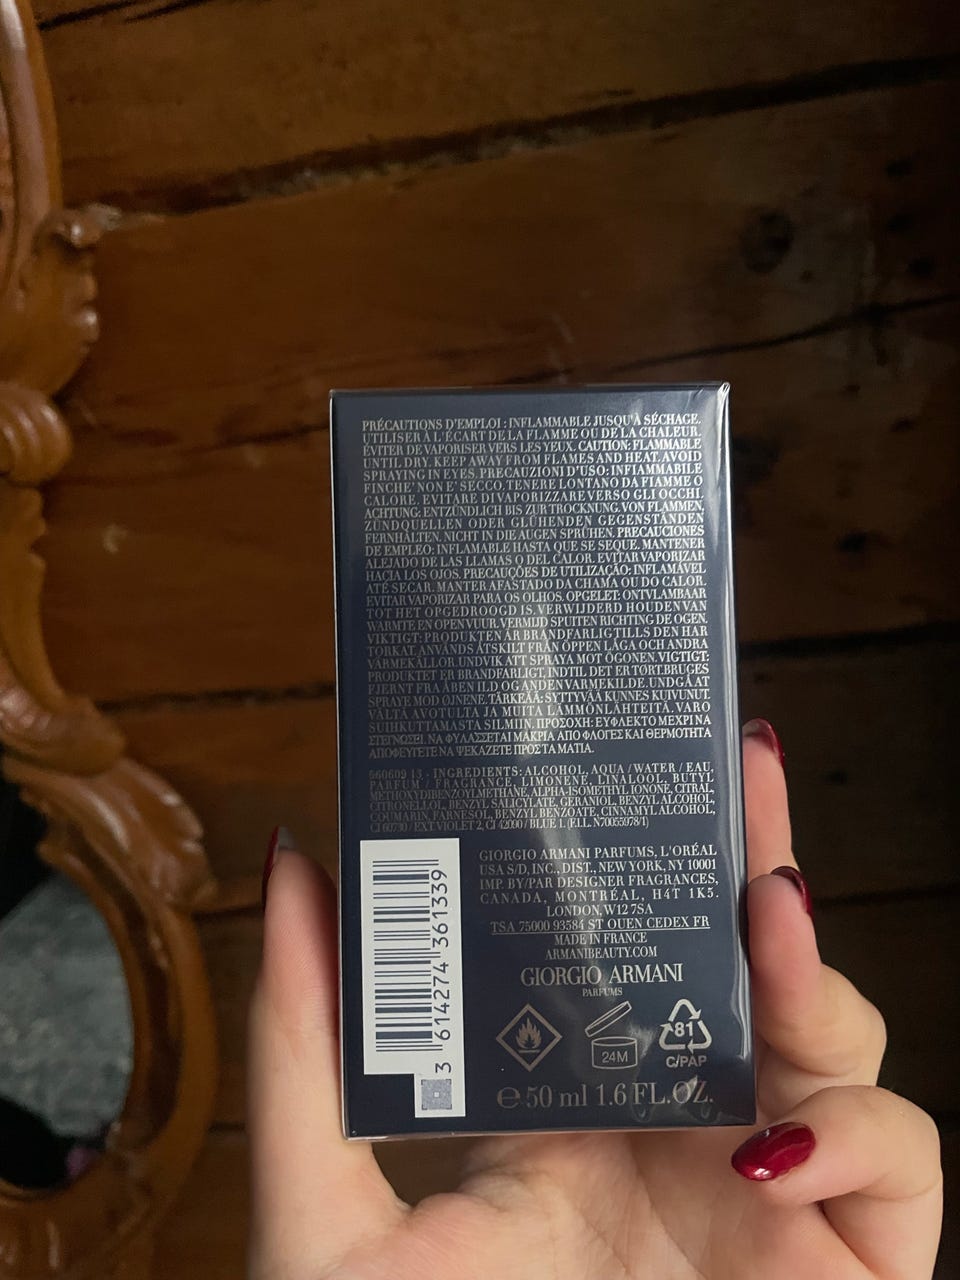 PRÉCAUTIONS D'EMPLOI : INFLAMMABLE JUSQU'À SÉCHAGE.
UTILISER À L'ÉCART DE LA FLAMME OU DE LA CHALEUR.
ÉVITER DE VAPORISER VERS LES YEUX. CAUTION: FLAMMABLE
UNTIL DRY. KEEP AWAY FROM FLAMES AND HEAT. AVOID
SPRAYING IN EYES. PRECAUZIONI D'USO: INFIAMMABILE
FINCHE' NON E' SECCO. TENERE LONTANO DA FIAMME O
CALORE. EVITARE DI VAPORIZZARE VERSO GLI OCCHI.
ACHTUNG: ENTZÜNDLICH BIS ZUR TROCKNUNG. VON FLAMMEN,
ZÜNDQUELLEN ODER GLÜHENDEN GEGENSTÄNDEN
FERNHALTEN. NICHT IN DIE AUGEN SPRÜHEN. PRECAUCIONES
DE EMPLEO: INFLAMABLE HASTA QUE SE SEQUE. MANTENER
ALEJADO DE LAS LLAMAS O DEL CALOR. EVITAR VAPORIZAR
HACIA LOS OJOS. PRECAUÇÕES DE UTILIZAÇÃO: INFLAMÁVEL
ATÉ SECAR. MANTER AFASTADO DA CHAMA OU DO CALOR.
EVITAR VAPORIZAR PARA OS OLHOS. OPGELET: ONTVLAMBAAR
TOT HET OPGEDROOGD IS. VERWIJDERD HOUDEN VAN
WARMTE EN OPEN VUUR. VERMIJD SPUITEN RICHTING DE OGEN.
VIKTIGT: PRODUKTEN ÄR BRANDFARLIG TILLS DEN HAR
TORKAT. ANVÄNDS ÅTSKILT FRÅN ÖPPEN LÅGA OCH ANDRA
VÄRMEKÄLLOR. UNDVIK ATT SPRAYA MOT ÖGONEN. VIGTIGT:
PRODUKTET ER BRANDFARLIGT, INDTIL DET ER TØRT. BRUGES
FJERNT FRA ÅBEN ILD OG ANDEN VARMEKILDE. UNDGÅ AT
SPRAYE MOD ØJNENE. TÄRKEÄÄ: SYTTYVÄÄ KUNNES KUIVUNUT.
VÄLTÄ AVOTULTA JA MUITA LÄMMÖNLÄHTEITÄ. VARO
SUIHKUTTAMASTA SILMIIN. ΠΡΟΣΟΧΗ: ΕΥΦΛΕΚΤΟ ΜΕΧΡΙ ΝΑ
ΣΤΕΓΝΩΣΕΙ. ΝΑ ΦΥΛΑΣΣΕΤΑΙ ΜΑΚΡΙΑ ΑΠΟ ΦΛΟΓΕΣ ΚΑΙ ΘΕΡΜΟΤΗΤΑ
ΑΠΟΦΕΥΓΕΤΕ ΝΑ ΨΕΚΑΖΕΤΕ ΠΡΟΣ ΤΑ ΜΑΤΙΑ.
060609 13 - INGREDIENTS: ALCOHOL, AQUA / WATER / EAU,
PARFUM / FRAGRANCE, LIMONENE, LINALOOL, BUTYL
METHOXYDIBENZOYLMETHANE, ALPHA-ISOMETHYL IONONE, CITRAL,
CITRONELLOL, BENZYL SALICYLATE, GERANIOL, BENZYL ALCOHOL,
COUMARIN, FARNESOL, BENZYL BENZOATE, CINNAMYL ALCOHOL,
CI 60730 / EXT VIOLET 2, CI 42090 / BLUE 1. (F.I.L. N70055978/1)
GIORGIO ARMANI PARFUMS, L'ORÉAL
USA S/D, INC., DIST., NEW YORK, NY 10001
IMP. BY/PAR DESIGNER FRAGRANCES,
CANADA, MONTRÉAL, H4T 1K5.
LONDON, W12 7SA
TSA 75000 93584 ST OUEN CEDEX FR
MADE IN FRANCE
ARMANIBEAUTY.COM
GIORGIO ARMANI
PARFUMS
3 614274 361339
24M
81
C/PAP
e 50 ml 1.6 FL.OZ.